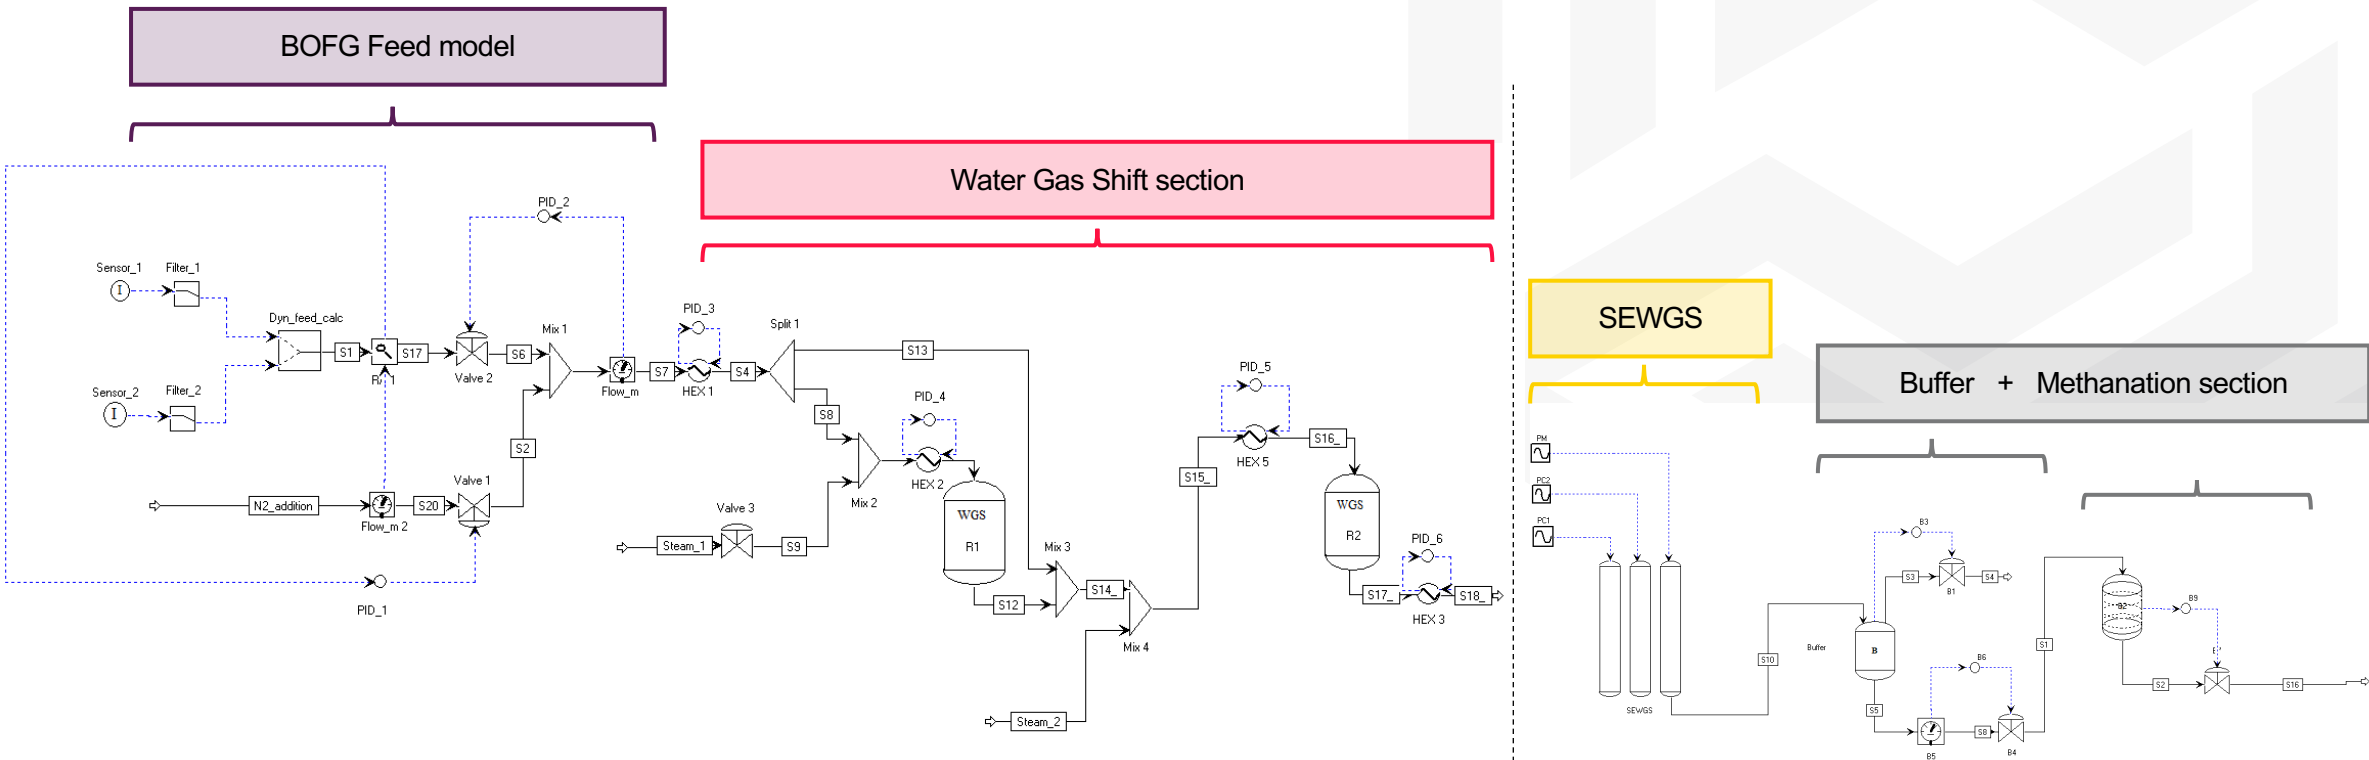 BOFG Feed model
Water Gas Shift section
SEWGS
Buffer + Methanation section
PID_2
Sensor_1
Filter_1
I
Dyn_feed_calc
S1
S17
Valve 2
S6
Mix 1
Sensor_2
Filter_2
I
Flow_m
S7
PID_3
HEX 1
S4
Split 1
S13
S8
S2
PID_4
HEX 2
Mix 2
N2_addition
Flow_m 2
S20
Valve 1
PID_1
Steam_1
Valve 3
S9
WGS
R1
S12
Mix 3
S14_
Mix 4
Steam_2
S15_
PID_5
HEX 5
S16_
WGS
R2
S17_
PID_6
HEX 3
S18_
PM
PC2
PC1
SEWGS
S10
Buffer
B
B3
S3
B1
S4
S5
B5
B6
S8
B4
S1
B2
B9
S2
S16